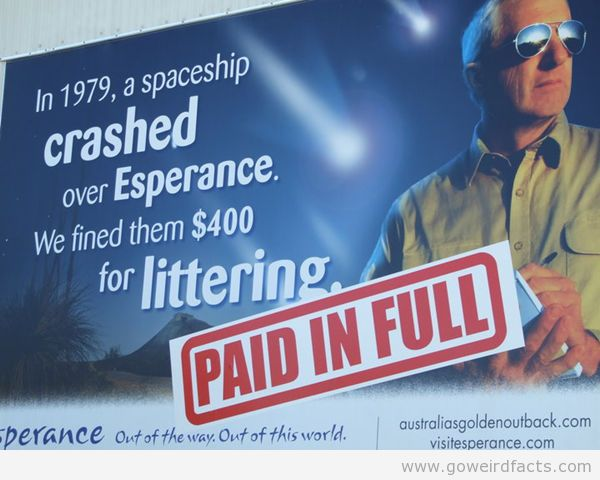 In 1979, a spaceship
crashed
over Esperance.
We fined them $400
for littering.
PAID IN FULL
sperance Out of the way. Out of this world.
australiasgoldenoutback.com
visitesperance.com
www.goweirdfacts.com